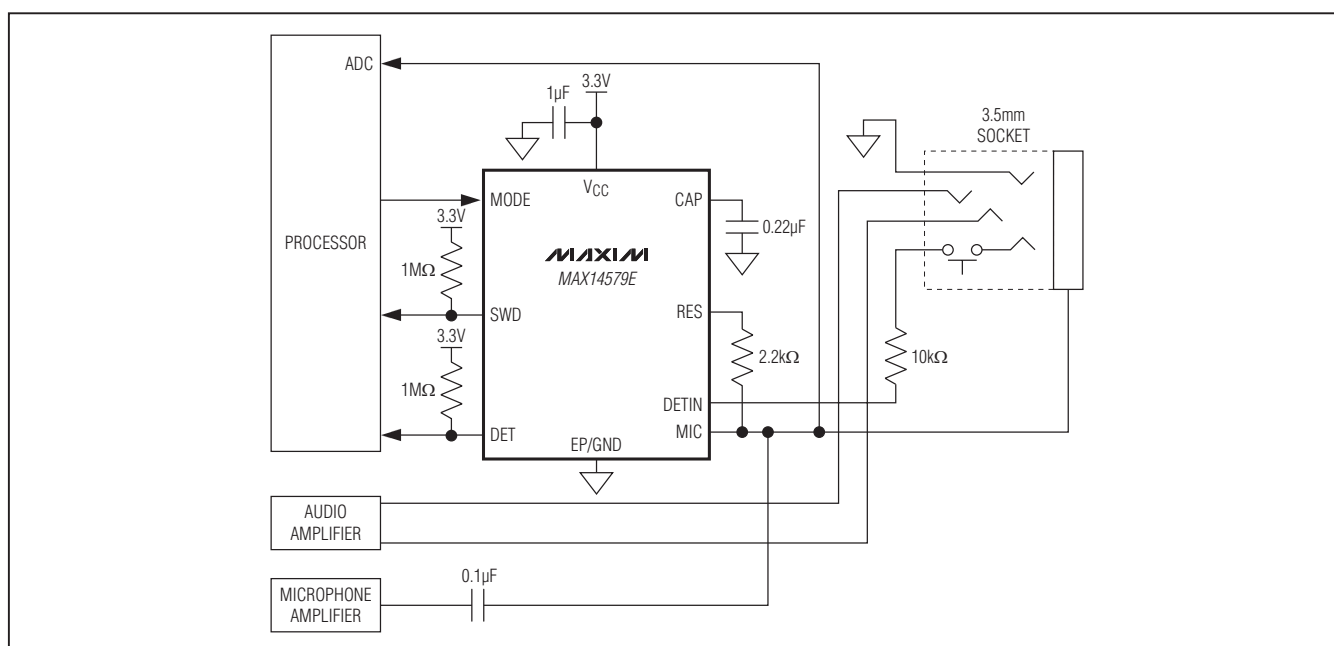 ADC
3.3V
1µF
3.5mm
SOCKET
VCC
MODE
CAP
3.3V
0.22µF
PROCESSOR
MAXIM
MAX14579E
1MΩ
SWD
RES
3.3V
2.2kΩ
10kΩ
1MΩ
DETIN
DET
MIC
EP/GND
AUDIO
AMPLIFIER
0.1µF
MICROPHONE
AMPLIFIER